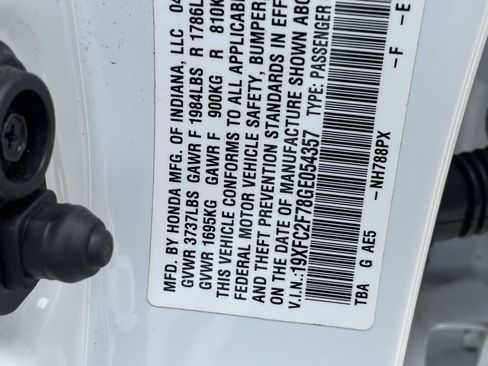 MFD. BY HONDA MFG. OF INDIANA, LLC 04
GVWR 3737LBS GAWR F 1984LBS R 1786L
GVWR 1695KG GAWR F 900KG R 810K
THIS VEHICLE CONFORMS TO ALL APPLICABL
FEDERAL MOTOR VEHICLE SAFETY, BUMPER,
AND THEFT PREVENTION STANDARDS IN EFF
ON THE DATE OF MANUFACTURE SHOWN ABO
V.I.N.:19XFC2F78GE054357 TYPE: PASSENGER
-NH788PX -F -E
TBA G AE5